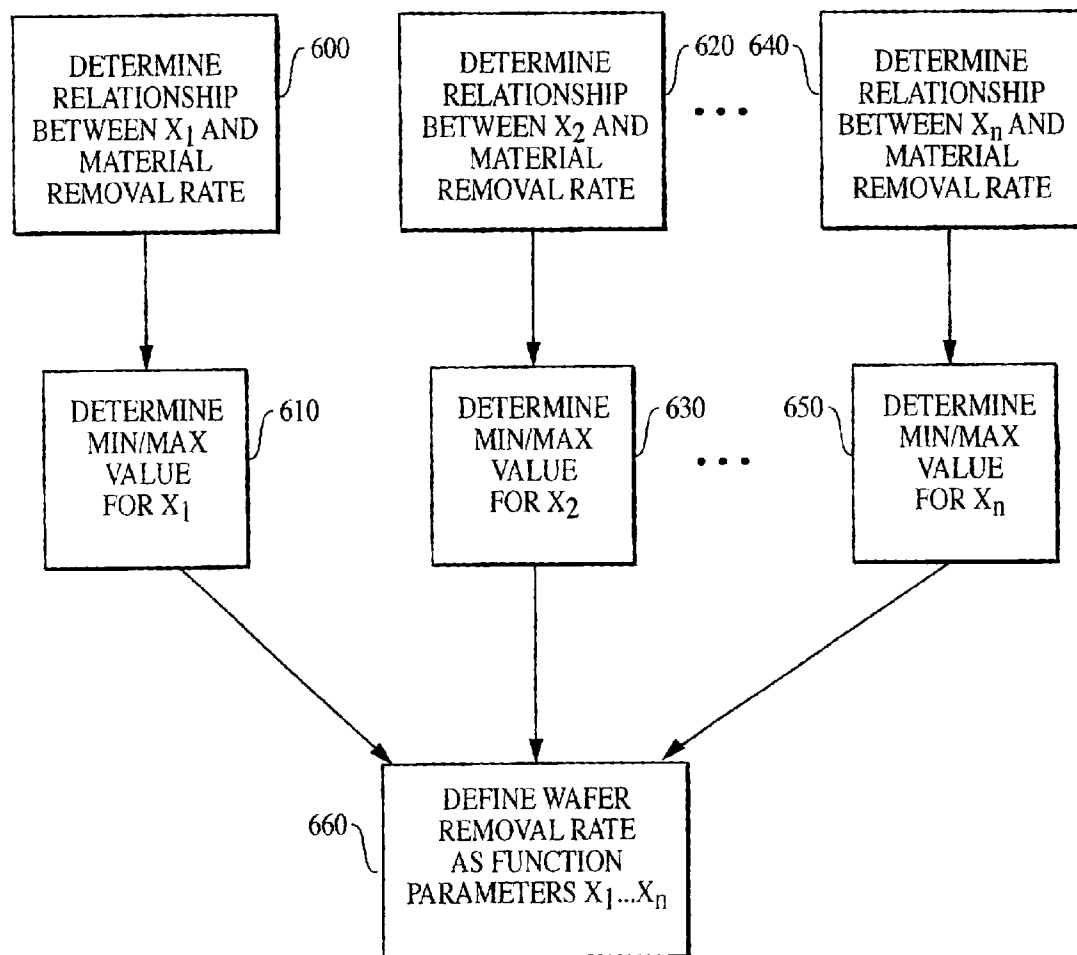 DETERMINE
RELATIONSHIP
BETWEEN X1 AND
MATERIAL
REMOVAL RATE
600
DETERMINE
RELATIONSHIP
BETWEEN X2 AND
MATERIAL
REMOVAL RATE
620
• • •
640
DETERMINE
RELATIONSHIP
BETWEEN Xn AND
MATERIAL
REMOVAL RATE
DETERMINE
MIN/MAX
VALUE
FOR X1
610
DETERMINE
MIN/MAX
VALUE
FOR X2
630
• • •
650
DETERMINE
MIN/MAX
VALUE
FOR Xn
660
DEFINE WAFER
REMOVAL RATE
AS FUNCTION
PARAMETERS X1...Xn